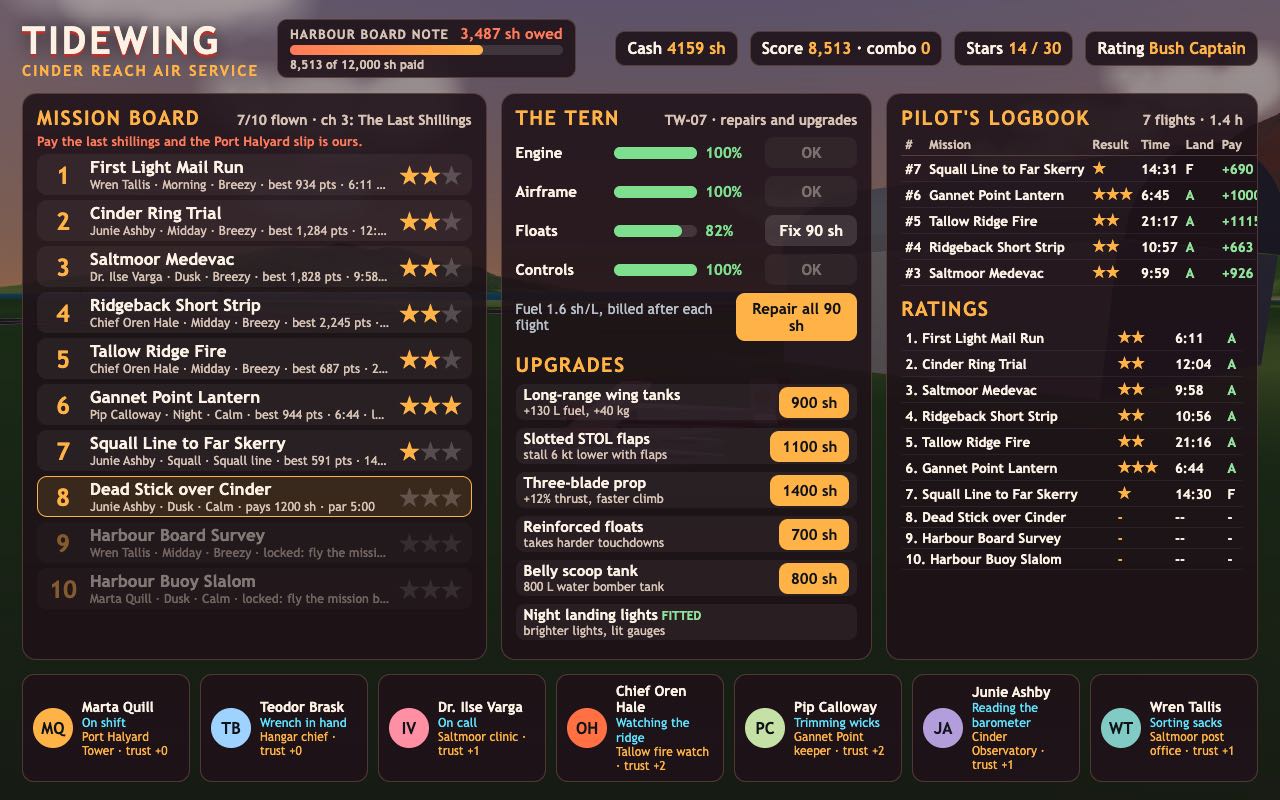 TIDEWING
CINDER REACH AIR SERVICE
HARBOUR BOARD NOTE 3,487 sh owed
8,513 of 12,000 sh paid
Cash 4159 sh
Score 8,513 · combo 0
Stars 14 / 30
Rating Bush Captain
MISSION BOARD 7/10 flown · ch 3: The Last Shillings
Pay the last shillings and the Port Halyard slip is ours.
1 First Light Mail Run
Wren Tallis · Morning · Breezy · best 934 pts · 6:11 ...
2 Cinder Ring Trial
Junie Ashby · Midday · Breezy · best 1,284 pts · 12:...
3 Saltmoor Medevac
Dr. Ilse Varga · Dusk · Breezy · best 1,828 pts · 9:58...
4 Ridgeback Short Strip
Chief Oren Hale · Midday · Breezy · best 2,245 pts ·...
5 Tallow Ridge Fire
Chief Oren Hale · Midday · Breezy · best 687 pts · 2...
6 Gannet Point Lantern
Pip Calloway · Night · Calm · best 944 pts · 6:44 · l...
7 Squall Line to Far Skerry
Junie Ashby · Squall · Squall line · best 591 pts · 14...
8 Dead Stick over Cinder
Junie Ashby · Dusk · Calm · pays 1200 sh · par 5:00
9 Harbour Board Survey
Wren Tallis · Midday · Breezy · locked: fly the missi...
10 Harbour Buoy Slalom
Marta Quill · Dusk · Calm · locked: fly the mission b...
THE TERN TW-07 · repairs and upgrades
Engine 100% OK
Airframe 100% OK
Floats 82% Fix 90 sh
Controls 100% OK
Fuel 1.6 sh/L, billed after each
flight
Repair all 90
sh
UPGRADES
Long-range wing tanks
+130 L fuel, +40 kg
900 sh
Slotted STOL flaps
stall 6 kt lower with flaps
1100 sh
Three-blade prop
+12% thrust, faster climb
1400 sh
Reinforced floats
takes harder touchdowns
700 sh
Belly scoop tank
800 L water bomber tank
800 sh
Night landing lights FITTED
brighter lights, lit gauges
PILOT'S LOGBOOK 7 flights · 1.4 h
# Mission Result Time Land Pay
#7 Squall Line to Far Skerry ★ 14:31 F +690
#6 Gannet Point Lantern ★★★ 6:45 A +1000
#5 Tallow Ridge Fire ★★ 21:17 A +1115
#4 Ridgeback Short Strip ★★ 10:57 A +663
#3 Saltmoor Medevac ★★ 9:59 A +926
RATINGS
1. First Light Mail Run ★★ 6:11 A
2. Cinder Ring Trial ★★ 12:04 A
3. Saltmoor Medevac ★★ 9:58 A
4. Ridgeback Short Strip ★★ 10:56 A
5. Tallow Ridge Fire ★★ 21:16 A
6. Gannet Point Lantern ★★★ 6:44 A
7. Squall Line to Far Skerry ★ 14:30 F
8. Dead Stick over Cinder - -- -
9. Harbour Board Survey - -- -
10. Harbour Buoy Slalom - -- -
MQ
Marta Quill
On shift
Port Halyard
Tower · trust +0
TB
Teodor Brask
Wrench in hand
Hangar chief ·
trust +0
IV
Dr. Ilse Varga
On call
Saltmoor clinic ·
trust +1
OH
Chief Oren
Hale
Watching the
ridge
Tallow fire watch
· trust +2
PC
Pip Calloway
Trimming wicks
Gannet Point
keeper · trust +2
JA
Junie Ashby
Reading the
barometer
Cinder
Observatory ·
trust +1
WT
Wren Tallis
Sorting sacks
Saltmoor post
office · trust +1